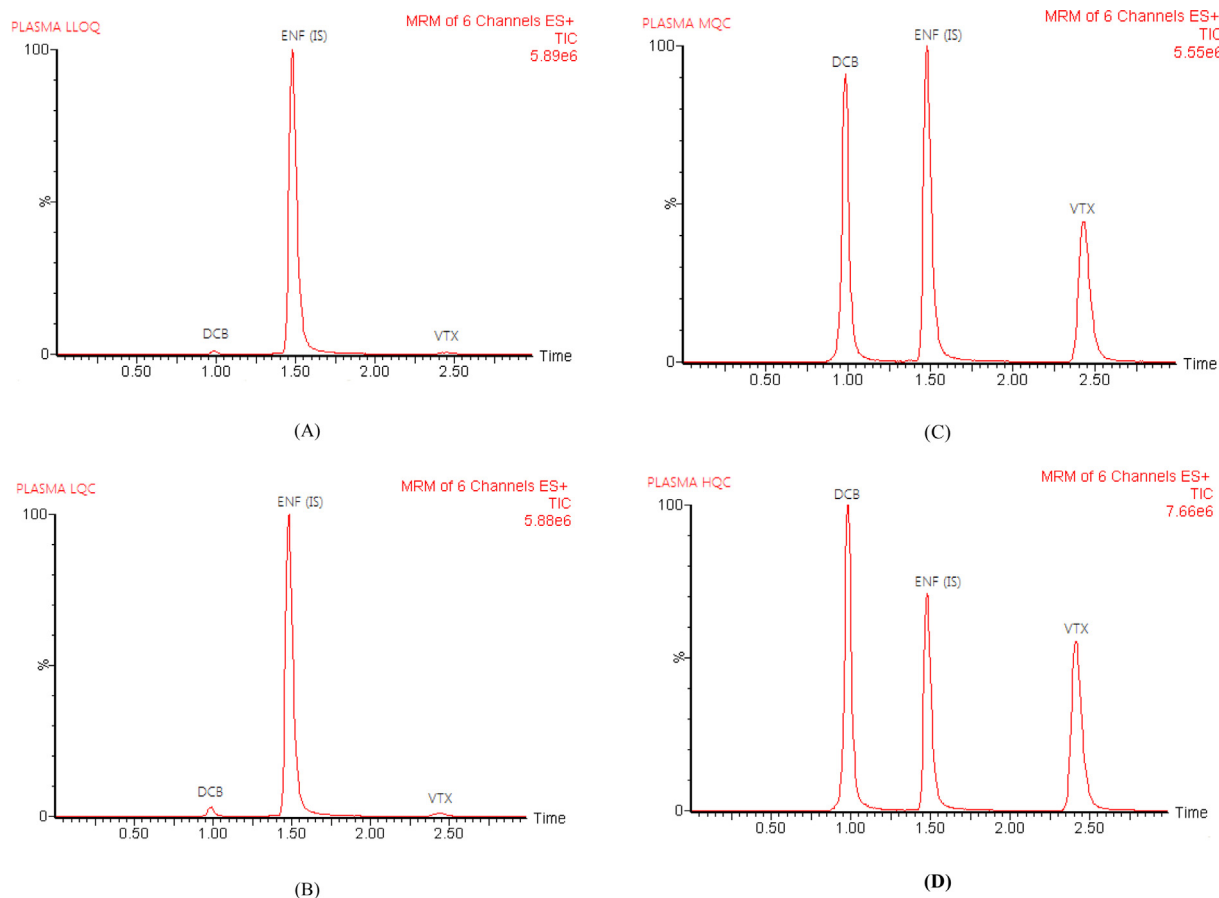 PLASMA LLOQ
MRM of 6 Channels ES+
TIC
5.89e6
ENF (IS)
100
%
DCB
VTX
0
Time
0.50 1.00 1.50 2.00 2.50
(A)
PLASMA MQC
MRM of 6 Channels ES+
TIC
5.55e6
ENF (IS)
100
DCB
%
VTX
0
Time
0.50 1.00 1.50 2.00 2.50
(C)
PLASMA LQC
MRM of 6 Channels ES+
TIC
5.88e6
ENF (IS)
100
%
DCB
VTX
0
Time
0.50 1.00 1.50 2.00 2.50
(B)
PLASMA HQC
MRM of 6 Channels ES+
TIC
7.66e6
DCB
100
ENF (IS)
VTX
%
0
Time
0.50 1.00 1.50 2.00 2.50
(D)